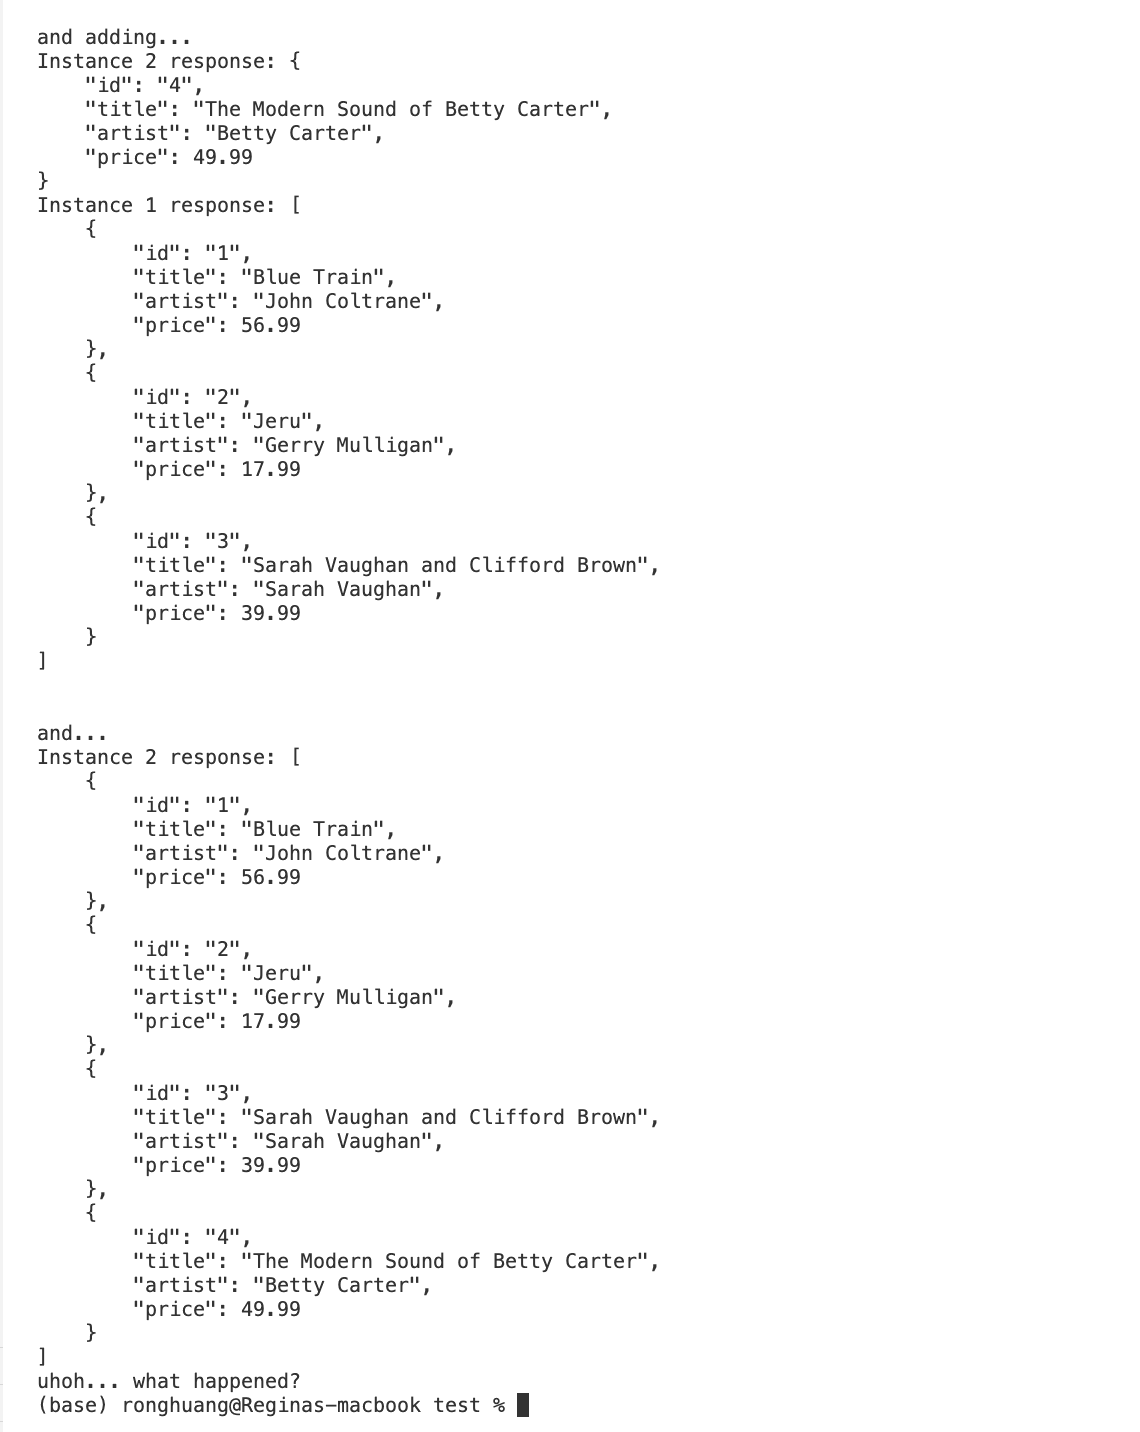 and adding...
Instance 2 response: {
    "id": "4",
    "title": "The Modern Sound of Betty Carter",
    "artist": "Betty Carter",
    "price": 49.99
}
Instance 1 response: [
    {
        "id": "1",
        "title": "Blue Train",
        "artist": "John Coltrane",
        "price": 56.99
    },
    {
        "id": "2",
        "title": "Jeru",
        "artist": "Gerry Mulligan",
        "price": 17.99
    },
    {
        "id": "3",
        "title": "Sarah Vaughan and Clifford Brown",
        "artist": "Sarah Vaughan",
        "price": 39.99
    }
]
and...
Instance 2 response: [
    {
        "id": "1",
        "title": "Blue Train",
        "artist": "John Coltrane",
        "price": 56.99
    },
    {
        "id": "2",
        "title": "Jeru",
        "artist": "Gerry Mulligan",
        "price": 17.99
    },
    {
        "id": "3",
        "title": "Sarah Vaughan and Clifford Brown",
        "artist": "Sarah Vaughan",
        "price": 39.99
    },
    {
        "id": "4",
        "title": "The Modern Sound of Betty Carter",
        "artist": "Betty Carter",
        "price": 49.99
    }
]
uhoh... what happened?
(base) ronghuang@Reginas-macbook test %